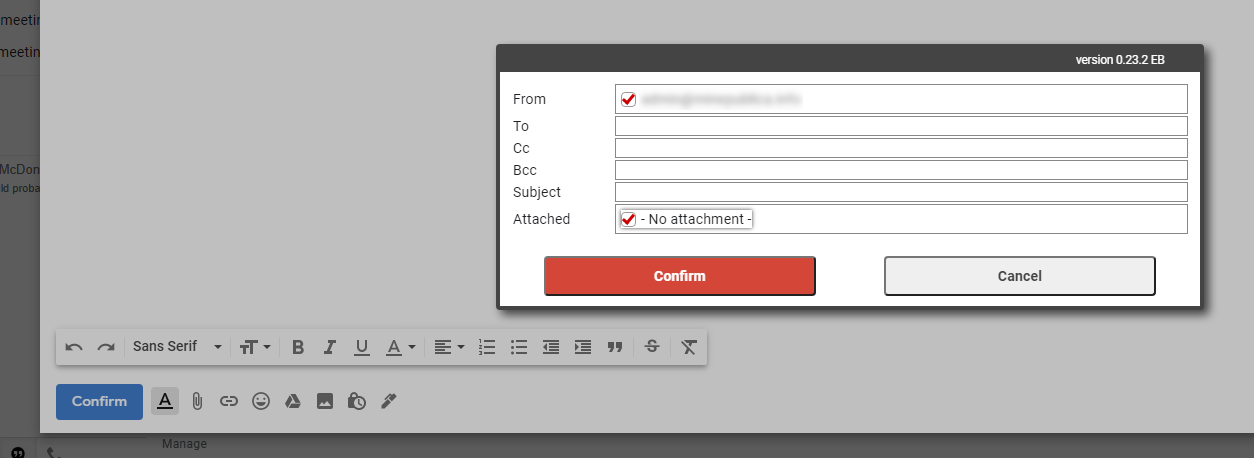 meetin
meetin
version 0.23.2 EB
From
To
Cc
Bcc
Subject
Attached
- No attachment -
Confirm
Cancel
McDon
ld proba
Sans Serif
Confirm
Manage